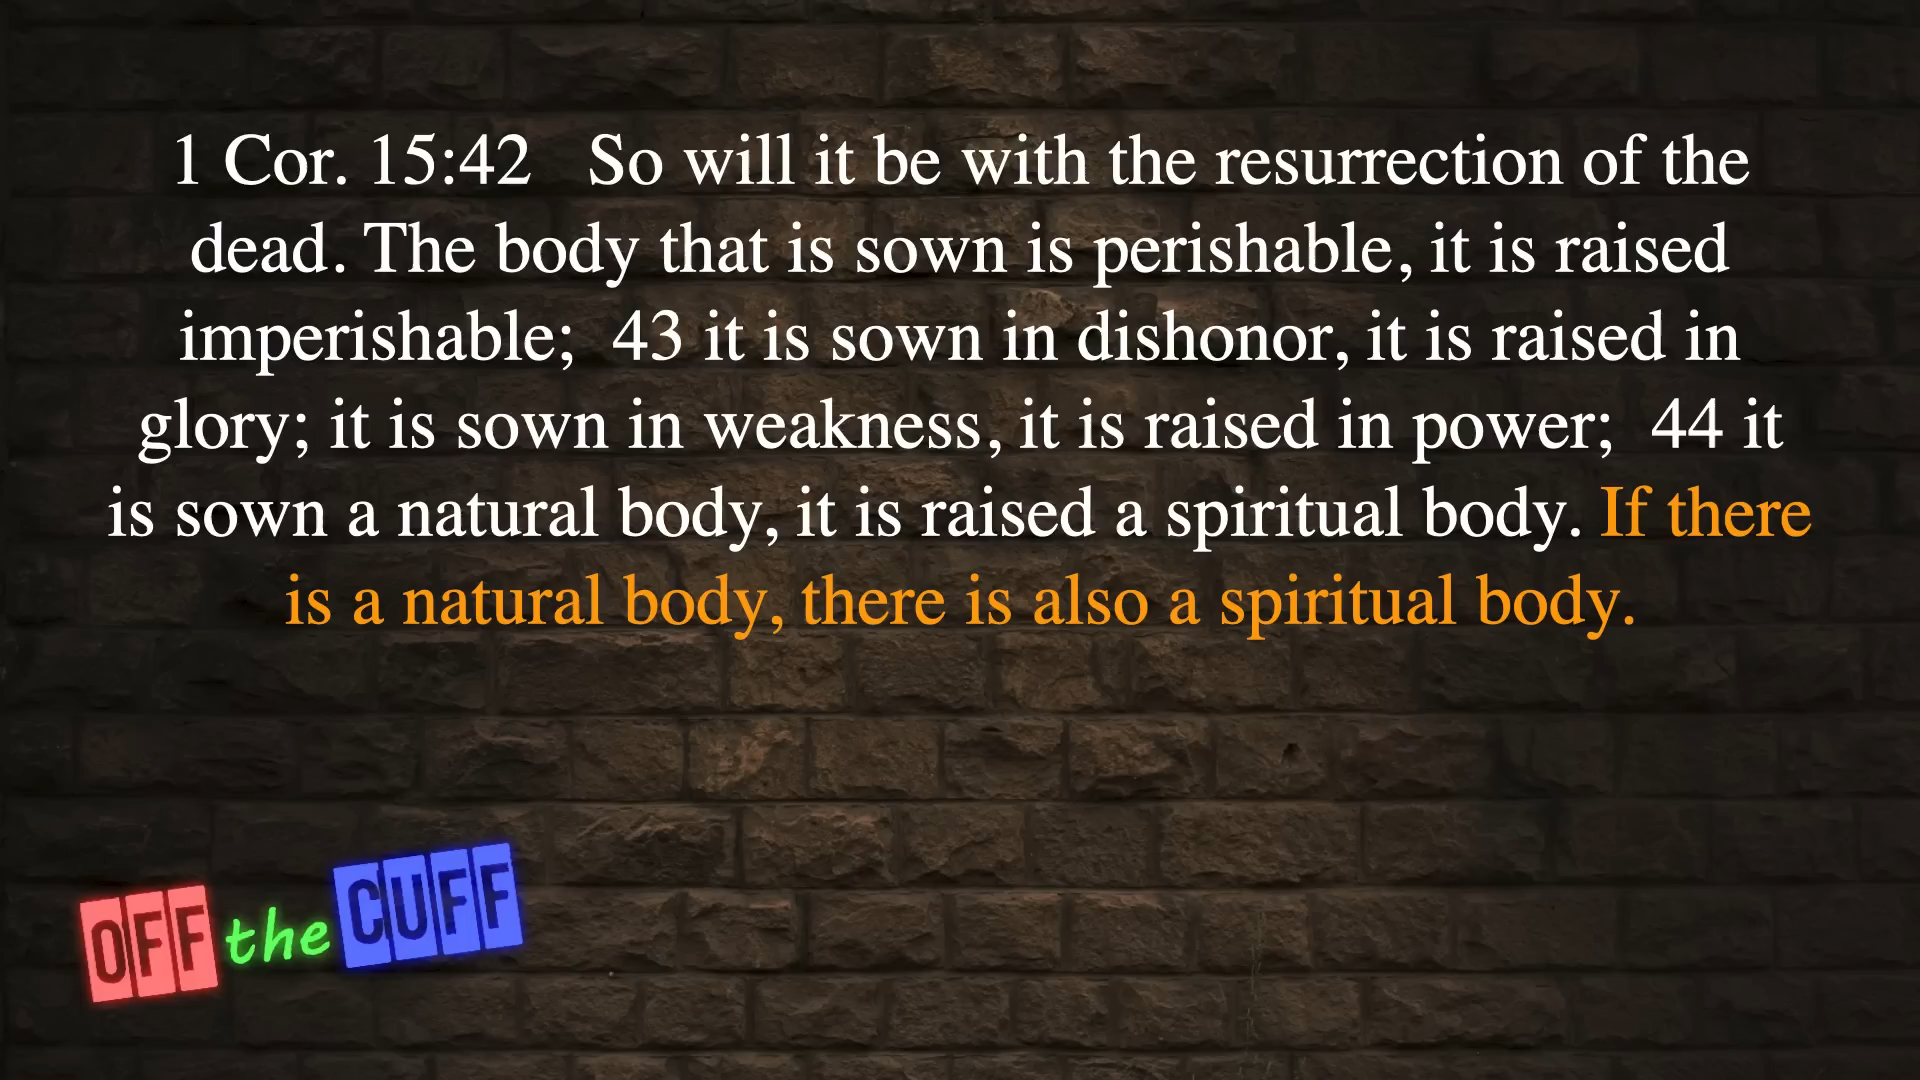 1 Cor. 15:42   So will it be with the resurrection of the
dead. The body that is sown is perishable, it is raised
imperishable;  43 it is sown in dishonor, it is raised in
glory; it is sown in weakness, it is raised in power;  44 it
is sown a natural body, it is raised a spiritual body. If there
is a natural body, there is also a spiritual body.
OFF the CUFF